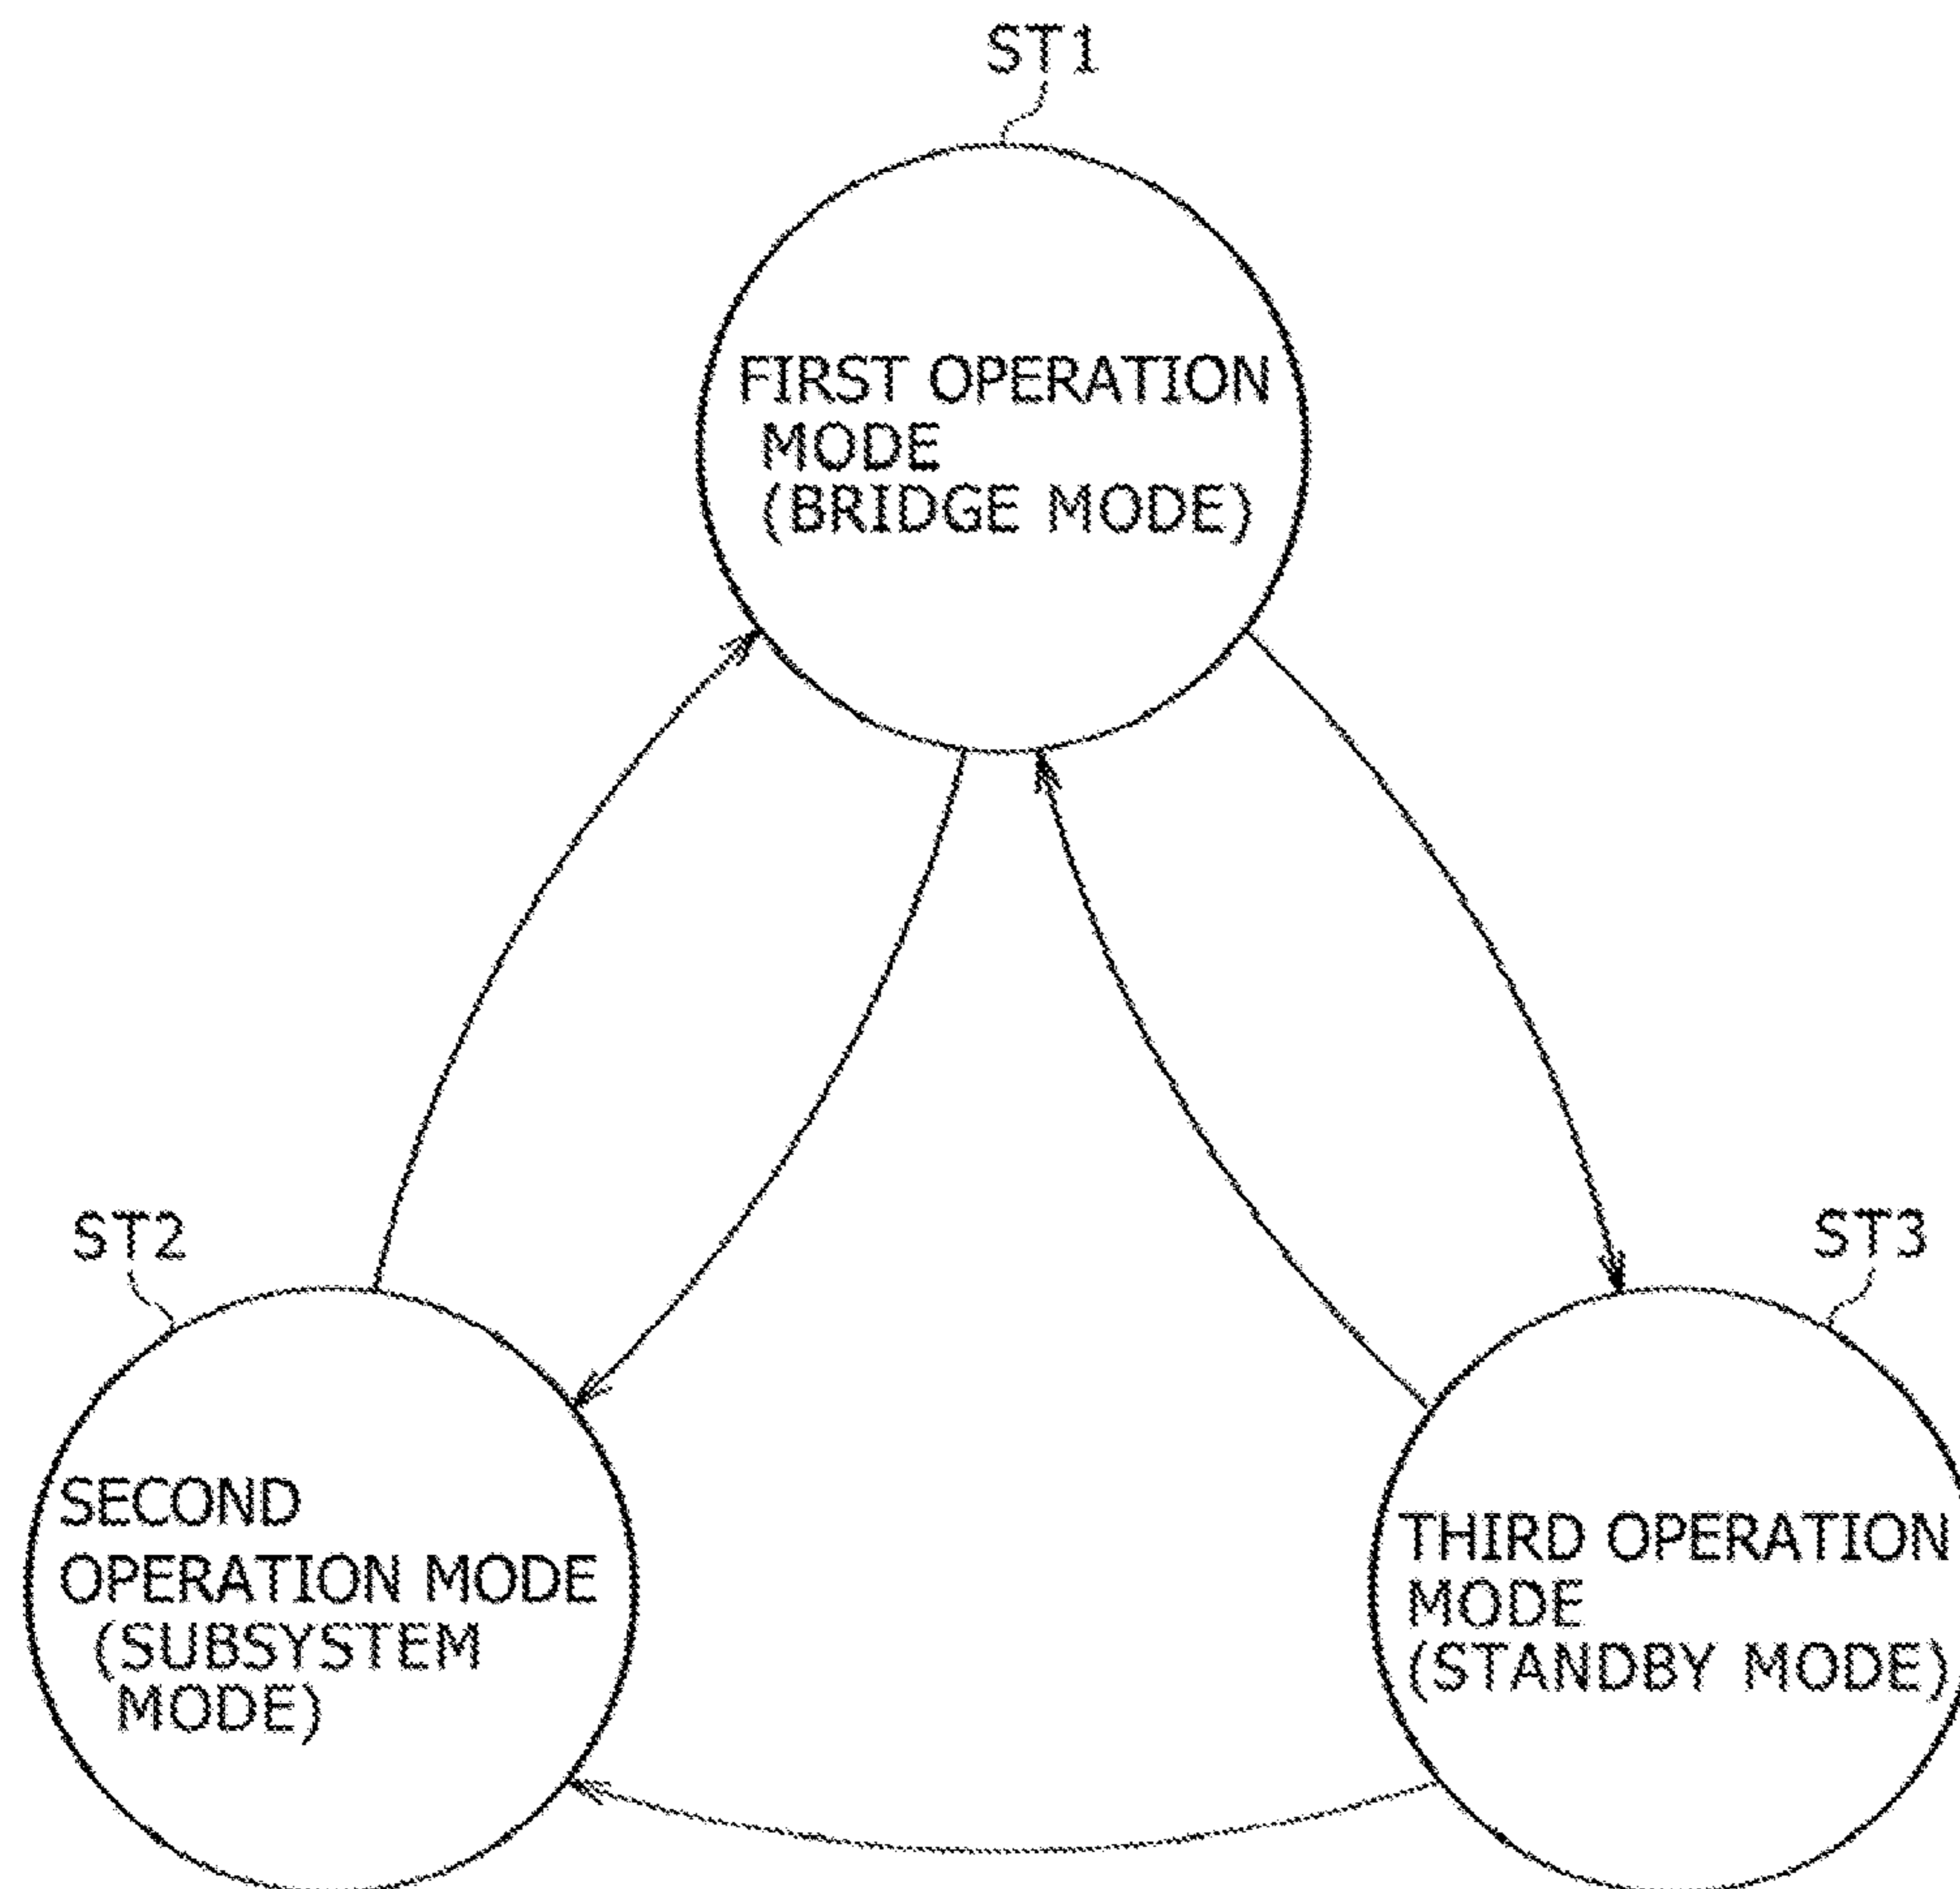 ST1
FIRST OPERATION
MODE
(BRIDGE MODE)
ST2
SECOND
OPERATION MODE
(SUBSYSTEM
MODE)
ST3
THIRD OPERATION
MODE
(STANDBY MODE)